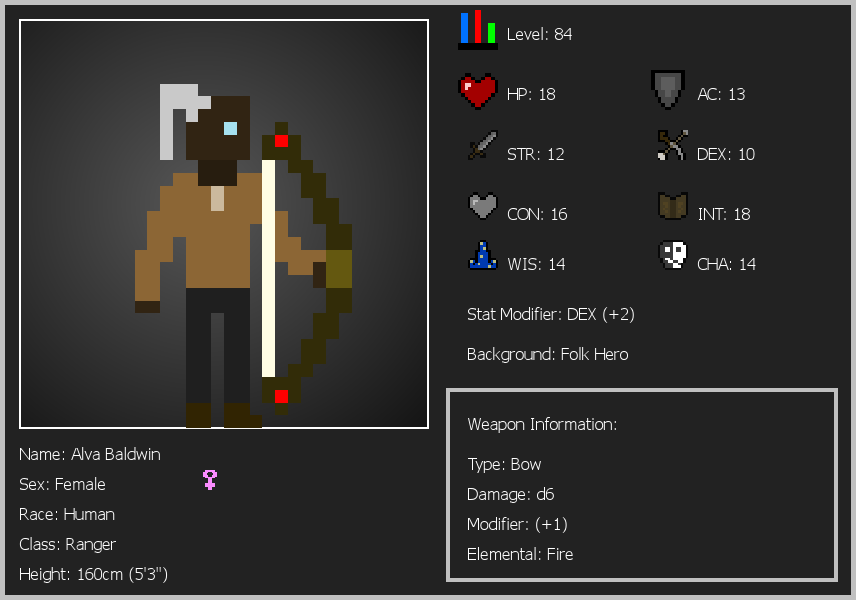 Level: 84
HP: 18
AC: 13
STR: 12
DEX: 10
CON: 16
INT: 18
WIS: 14
CHA: 14
Stat Modifier: DEX (+2)
Background: Folk Hero
Weapon Information:
Type: Bow
Damage: d6
Modifier: (+1)
Elemental: Fire
Name: Alva Baldwin
Sex: Female
Race: Human
Class: Ranger
Height: 160cm (5'3")